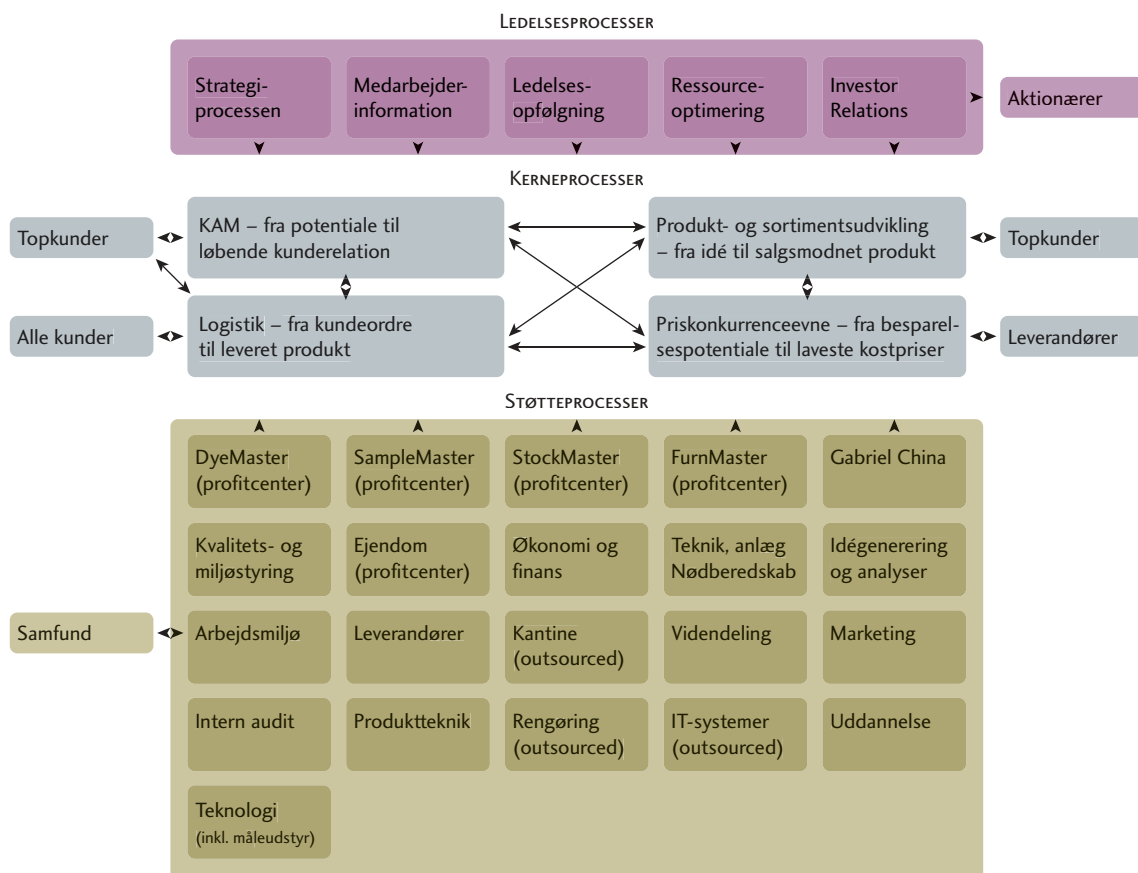 LEDELSESPROCESSER
Strategi-
processen
Medarbejder-
information
Ledelses-
opfølgning
Ressource-
optimering
Investor
Relations
Aktionærer
KERNEPROCESSER
Topkunder
KAM – fra potentiale til
løbende kunderelation
Produkt- og sortimentsudvikling
– fra idé til salgsmodnet produkt
Topkunder
Alle kunder
Logistik – fra kundeordre
til leveret produkt
Priskonkurrenceevne – fra besparel-
sespotentiale til laveste kostpriser
Leverandører
STØTTEPROCESSER
DyeMaster
(profitcenter)
SampleMaster
(profitcenter)
StockMaster
(profitcenter)
FurnMaster
(profitcenter)
Gabriel China
Kvalitets- og
miljøstyring
Ejendom
(profitcenter)
Økonomi og
finans
Teknik, anlæg
Nødberedskab
Idégenerering
og analyser
Samfund
Arbejdsmiljø
Leverandører
Kantine
(outsourced)
Videndeling
Marketing
Intern audit
Produktteknik
Rengøring
(outsourced)
IT-systemer
(outsourced)
Uddannelse
Teknologi
(inkl. måleudstyr)